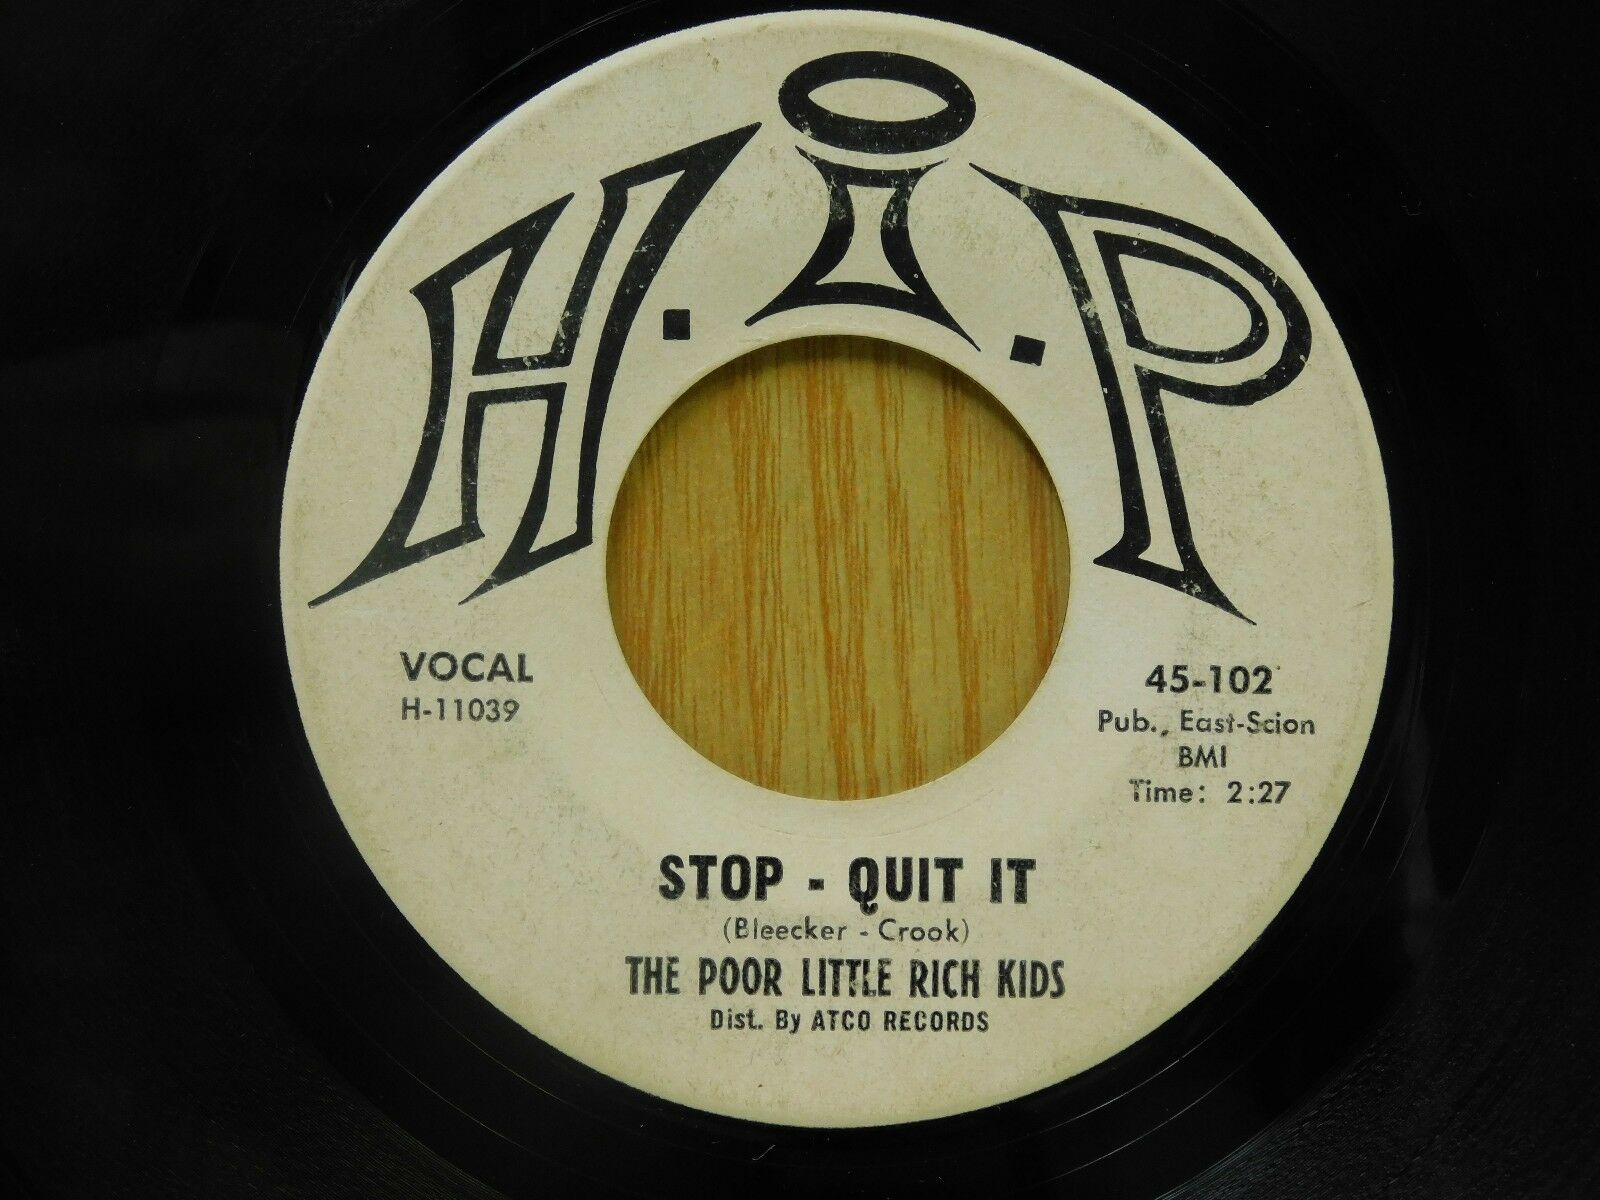 H.iP
VOCAL
H-11039
45-102
Pub., East-Scion
BMI
Time: 2:27
STOP - QUIT IT
(Bleecker - Crook)
THE POOR LITTLE RICH KIDS
Dist. By ATCO RECORDS